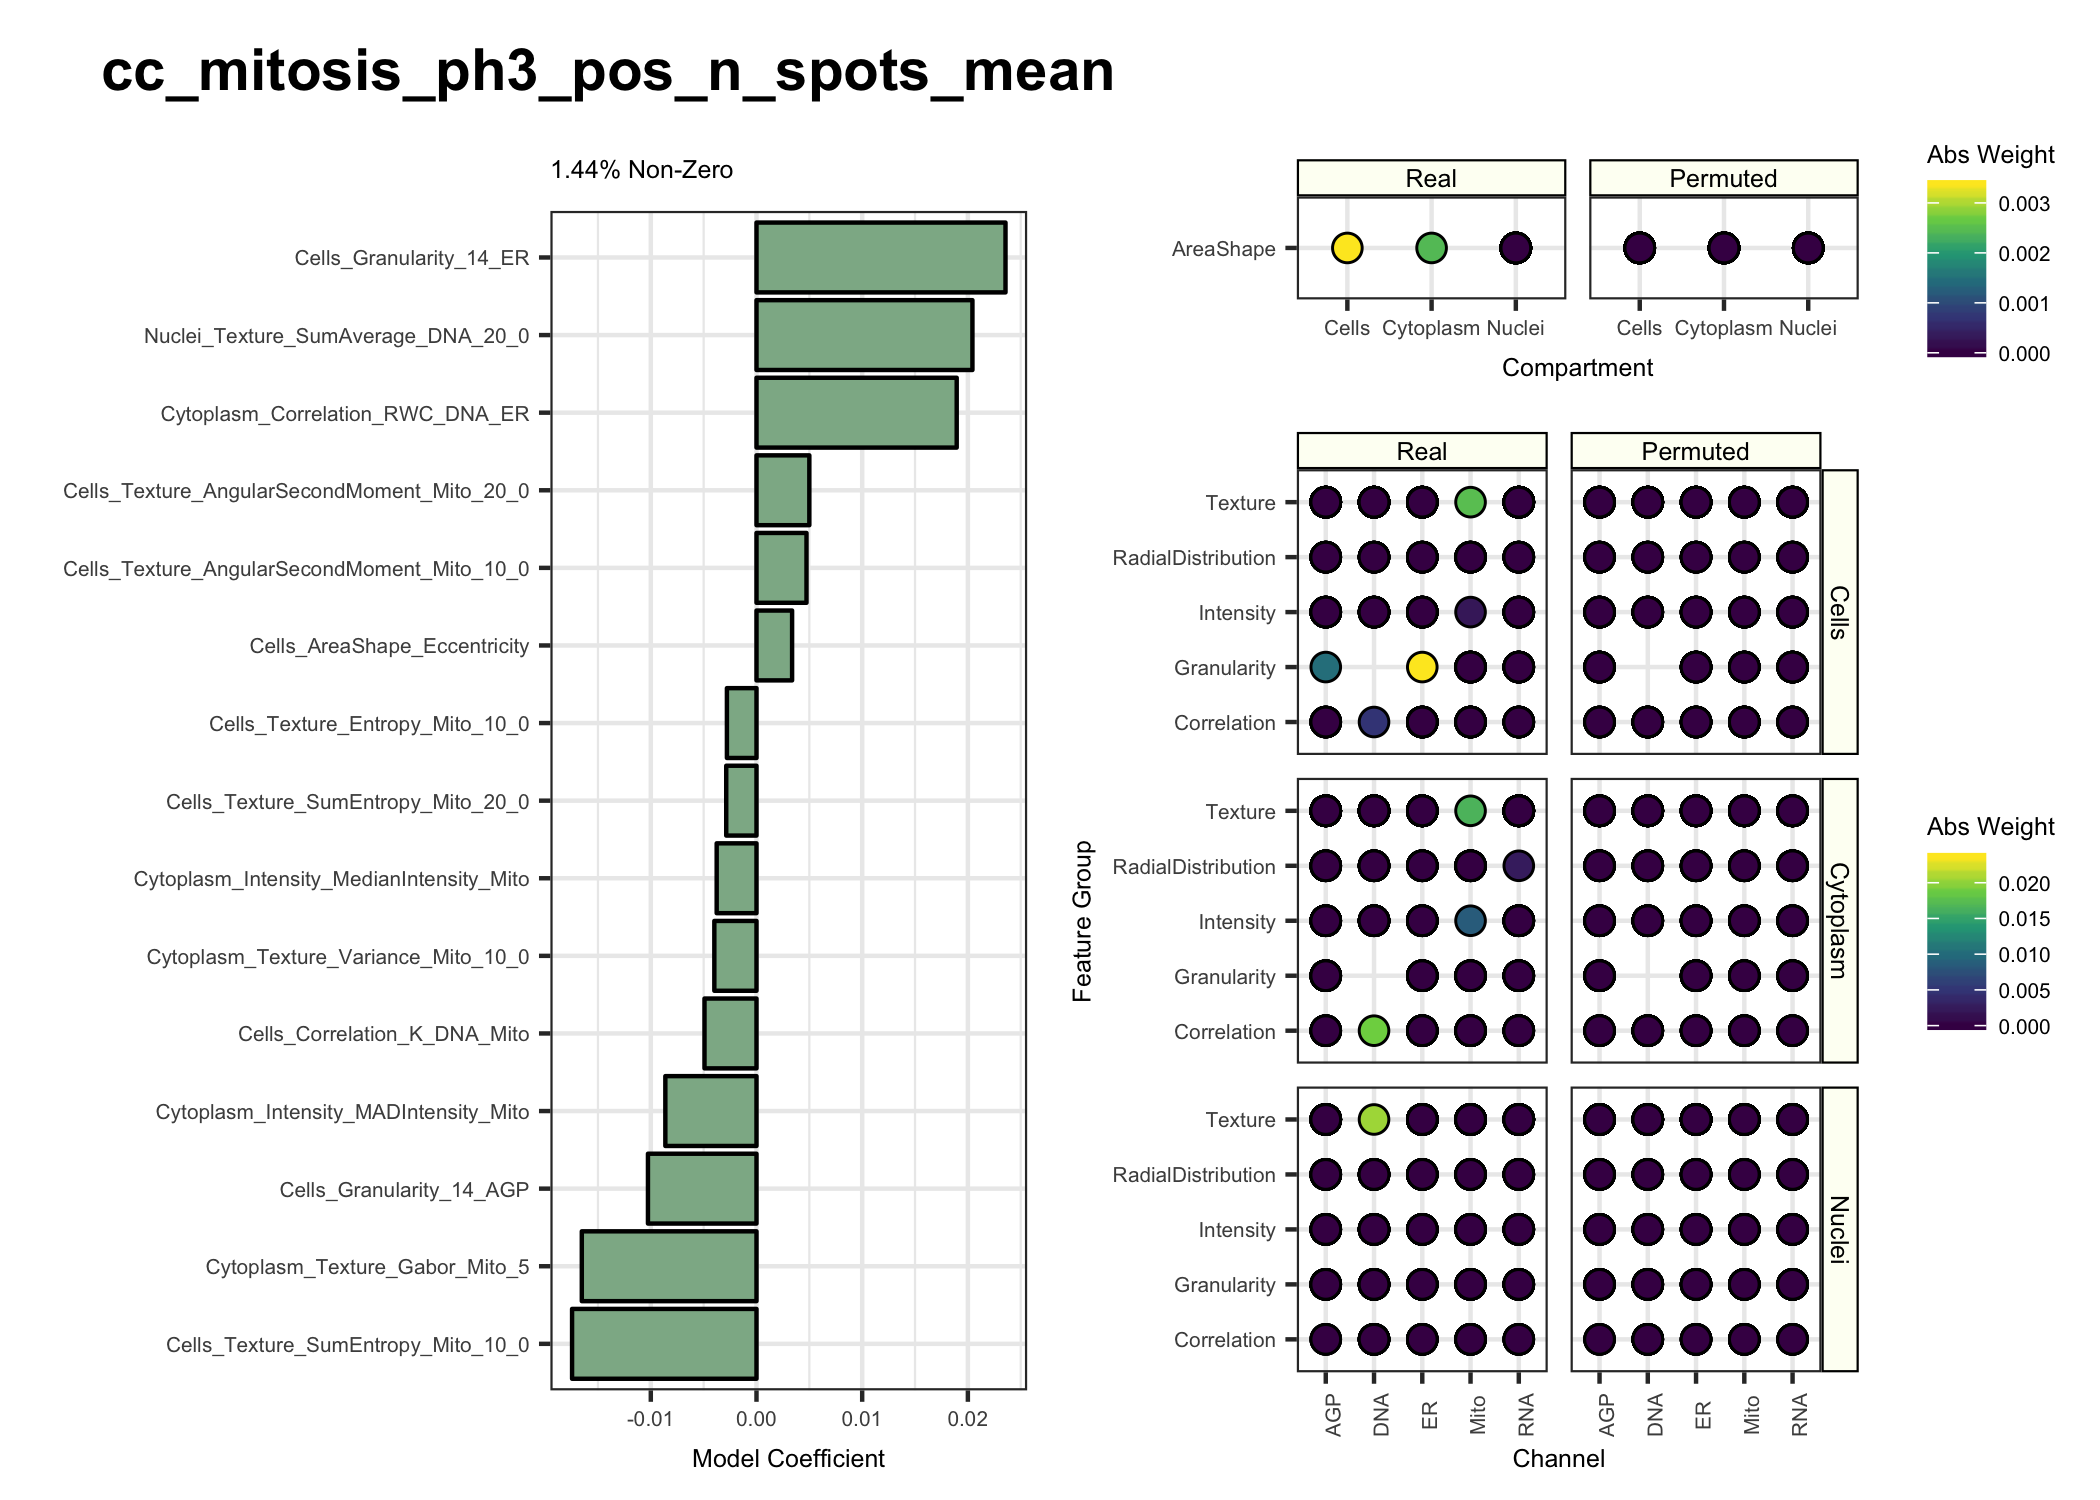 cc_mitosis_ph3_pos_n_spots_mean
1.44% Non-Zero
Cells_Granularity_14_ER
Nuclei_Texture_SumAverage_DNA_20_0
Cytoplasm_Correlation_RWC_DNA_ER
Cells_Texture_AngularSecondMoment_Mito_20_0
Cells_Texture_AngularSecondMoment_Mito_10_0
Cells_AreaShape_Eccentricity
Cells_Texture_Entropy_Mito_10_0
Cells_Texture_SumEntropy_Mito_20_0
Cytoplasm_Intensity_MedianIntensity_Mito
Cytoplasm_Texture_Variance_Mito_10_0
Cells_Correlation_K_DNA_Mito
Cytoplasm_Intensity_MADIntensity_Mito
Cells_Granularity_14_AGP
Cytoplasm_Texture_Gabor_Mito_5
Cells_Texture_SumEntropy_Mito_10_0
-0.01 0.00 0.01 0.02
Model Coefficient
Real Permuted
AreaShape
Cells Cytoplasm Nuclei Cells Cytoplasm Nuclei
Compartment
Abs Weight
0.003
0.002
0.001
0.000
Feature Group
Real Permuted
Texture
RadialDistribution
Intensity
Granularity
Correlation
Cells
Texture
RadialDistribution
Intensity
Granularity
Correlation
Cytoplasm
Texture
RadialDistribution
Intensity
Granularity
Correlation
Nuclei
AGP DNA ER Mito RNA AGP DNA ER Mito RNA
Channel
Abs Weight
0.020
0.015
0.010
0.005
0.000